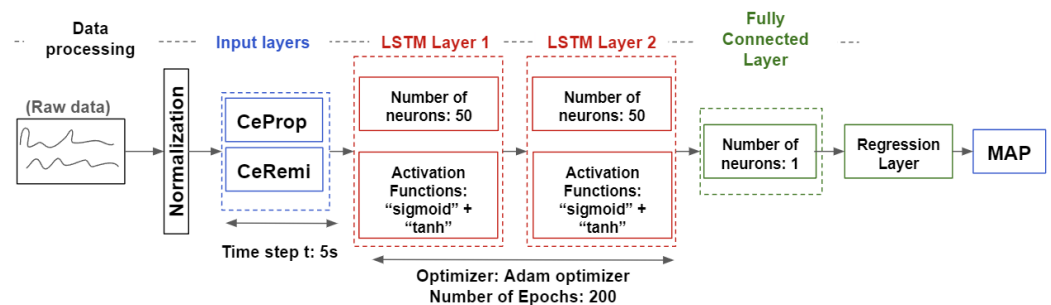 Data
processing
Input layers
LSTM Layer 1
LSTM Layer 2
Fully
Connected
Layer
(Raw data)
Normalization
CeProp
CeRemi
Time step t: 5s
Number of
neurons: 50
Activation
Functions:
“sigmoid” +
“tanh”
Number of
neurons: 50
Activation
Functions:
“sigmoid” +
“tanh”
Optimizer: Adam optimizer
Number of Epochs: 200
Number of
neurons: 1
Regression
Layer
MAP